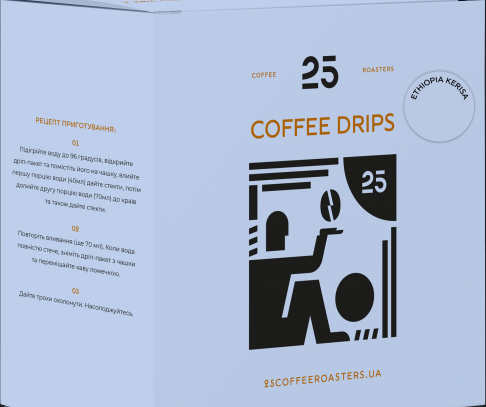 РЕЦЕПТ ПРИГОТУВАННЯ:
01
Підігрійте воду до 96 градусів, відкрийте
дріп-пакет та помістіть його на чашку, влийте
першу порцію води (40мл) дайте стекти, потім
долийте другу порцію води (70мл) до країв
та також дайте стекти.
02
Повторіть вливання (ще 70 мл). Коли вода
повністю стече, зніміть дріп-пакет з чашки
та перемішайте каву ложечкою.
03
Дайте трохи охолонути. Насолоджуйтесь.
COFFEE 25 ROASTERS
ETHIOPIA KERISA
COFFEE DRIPS
25
25COFFEEROASTERS.UA